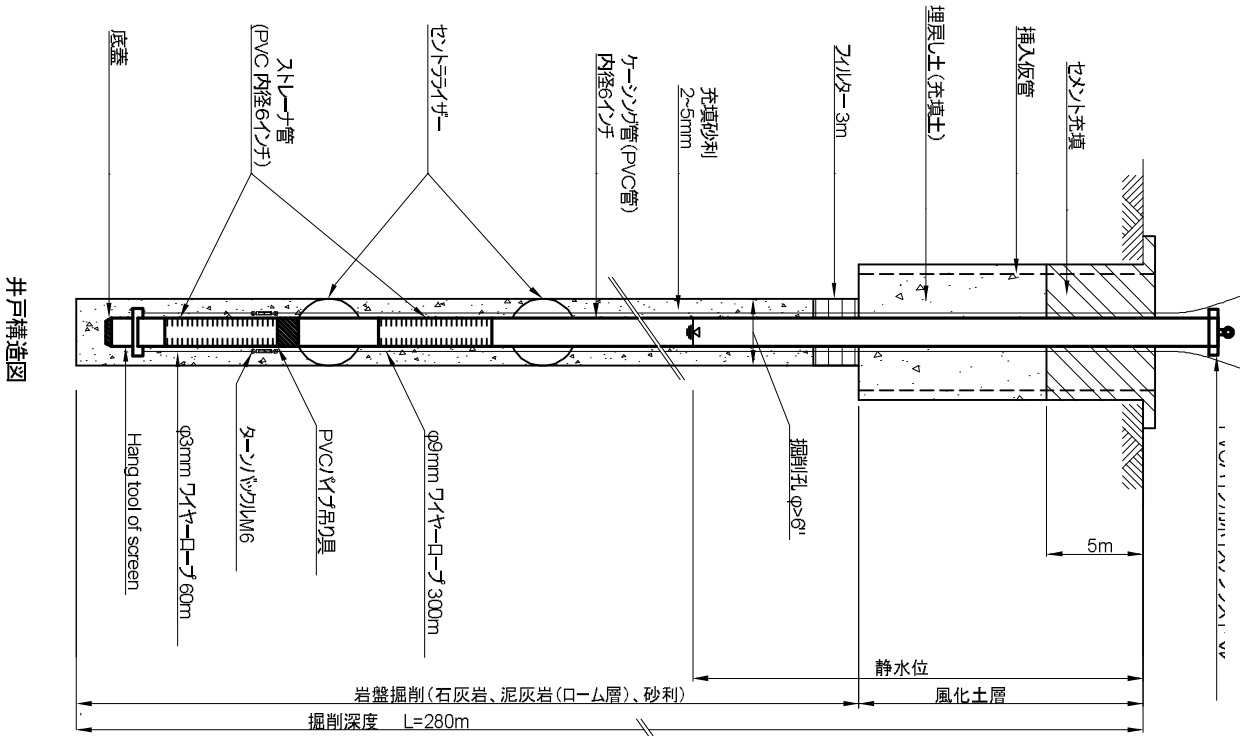 底蓋
ストレーナ管
(PVC 内径6インチ)
セントラライザー
ケーシング管(PVC管)
内径6インチ
充填砂利
2~5mm
フィルター 3m
埋戻し土(充填土)
挿入仮管
セメント充填
Hang tool of screen
φ3mm ワイヤーロープ 60m
ターンバックルM6
PVCパイプ吊り具
φ9mm ワイヤーロープ 300m
掘削孔 φ>6"
5m
静水位
岩盤掘削(石灰岩、泥灰岩(ローム層)、砂利)
風化土層
掘削深度 L=280m
井戸構造図